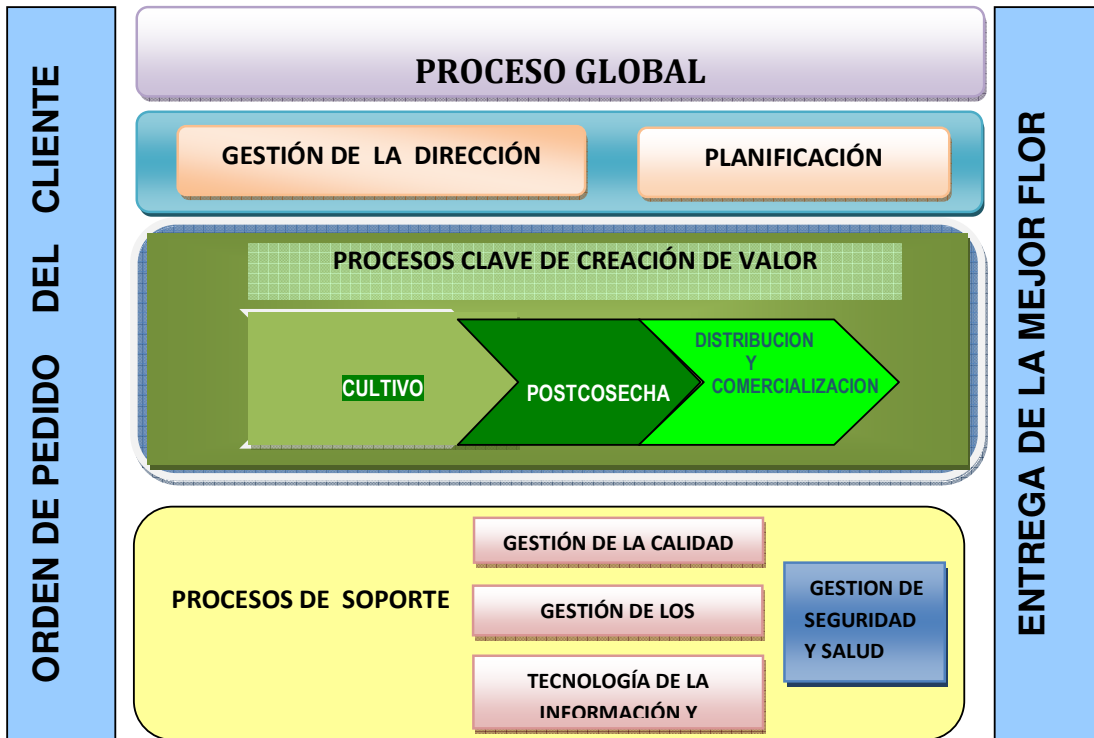 ORDEN DE PEDIDO DEL CLIENTE
PROCESO GLOBAL
GESTIÓN DE LA DIRECCIÓN
PLANIFICACIÓN
PROCESOS CLAVE DE CREACIÓN DE VALOR
CULTIVO
POSTCOSECHA
DISTRIBUCION
Y
COMERCIALIZACION
PROCESOS DE SOPORTE
GESTIÓN DE LA CALIDAD
GESTIÓN DE LOS
TECNOLOGÍA DE LA
INFORMACIÓN Y
GESTION DE
SEGURIDAD
Y SALUD
ENTREGA DE LA MEJOR FLOR